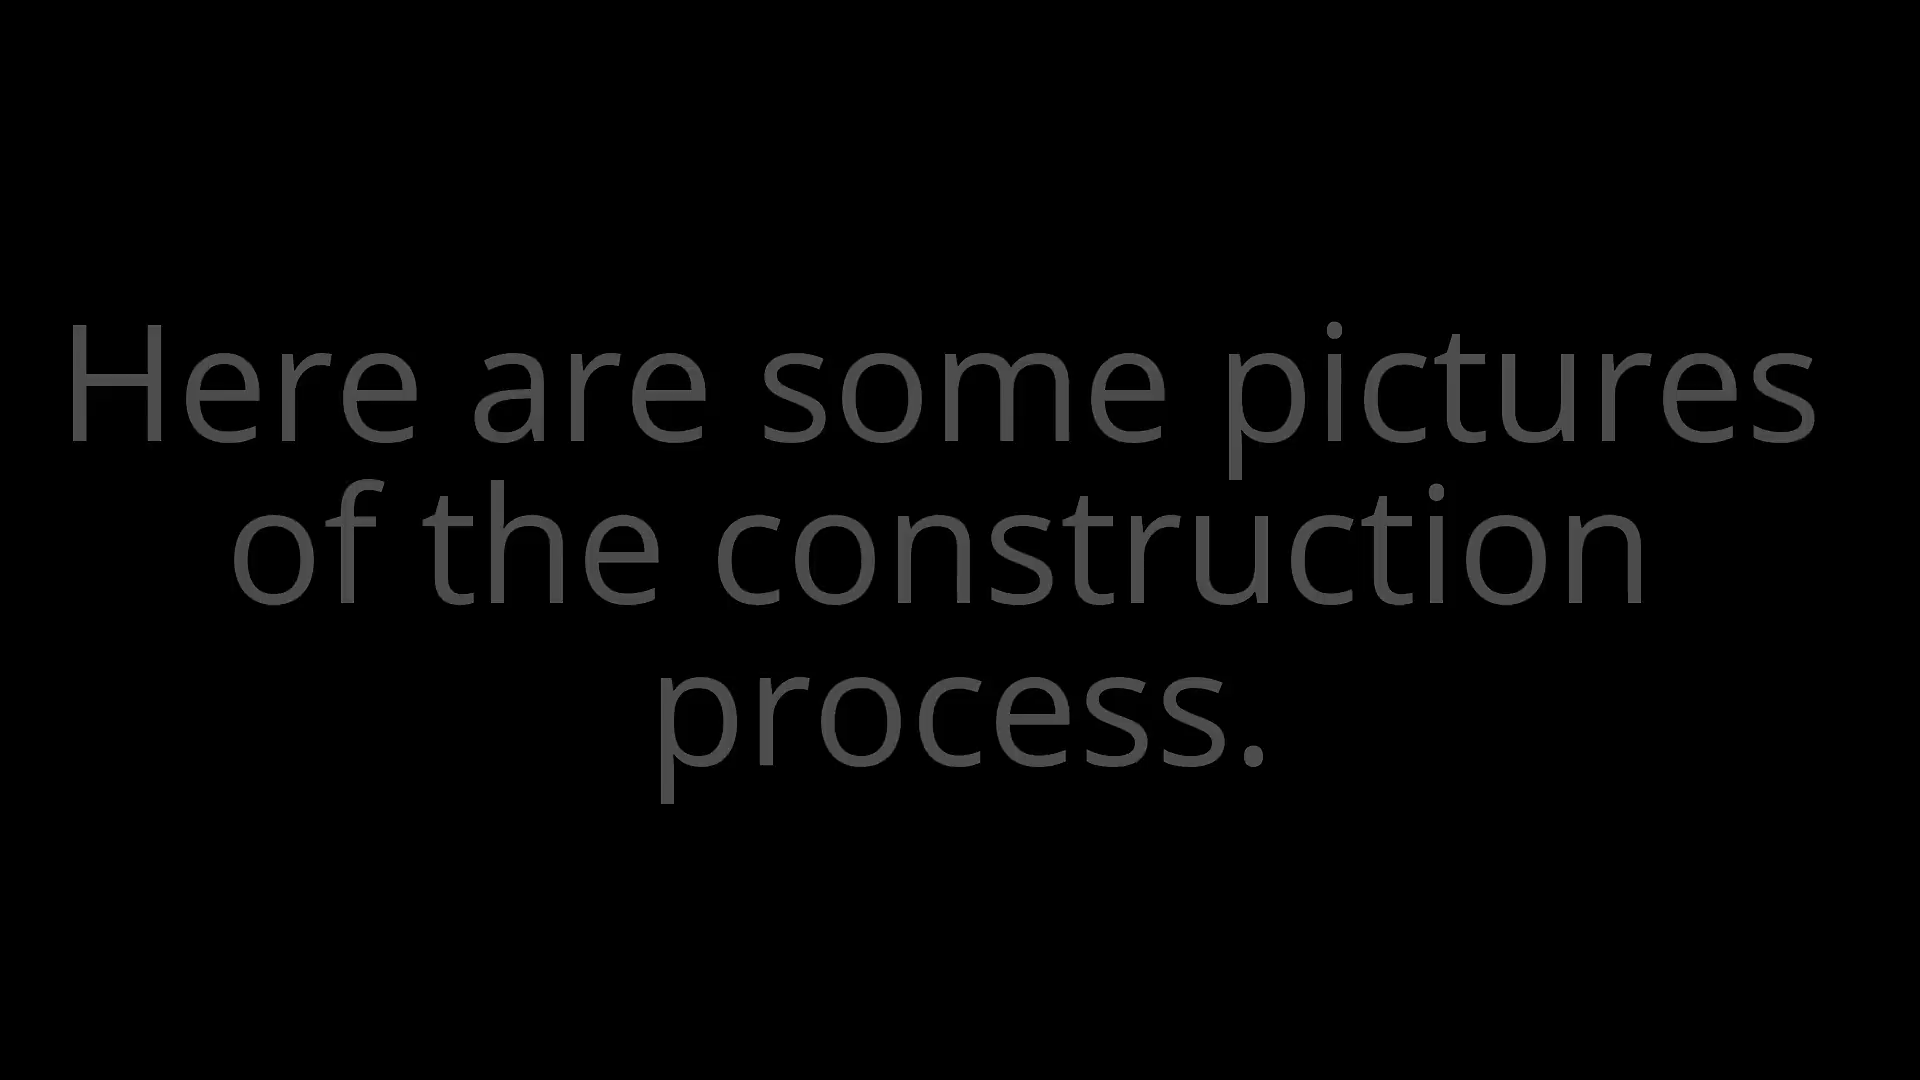 Here are some pictures
of the construction
process.